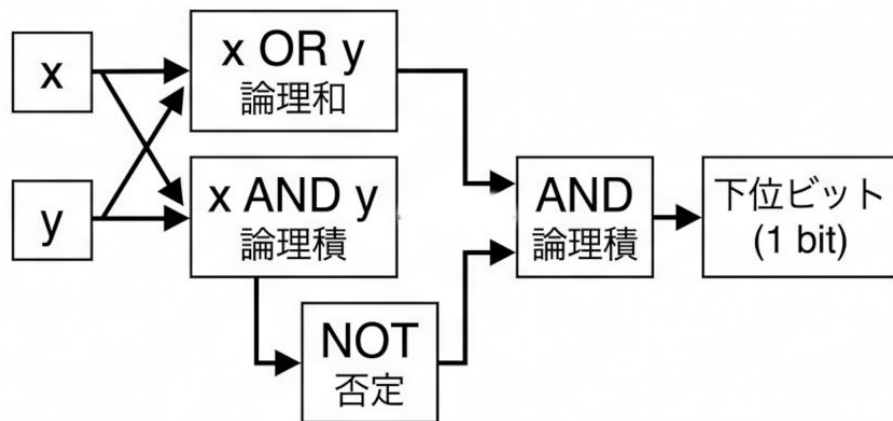 x
x OR y
論理和
y
x AND y
論理積
NOT
否定
AND
論理積
下位ビット
(1 bit)